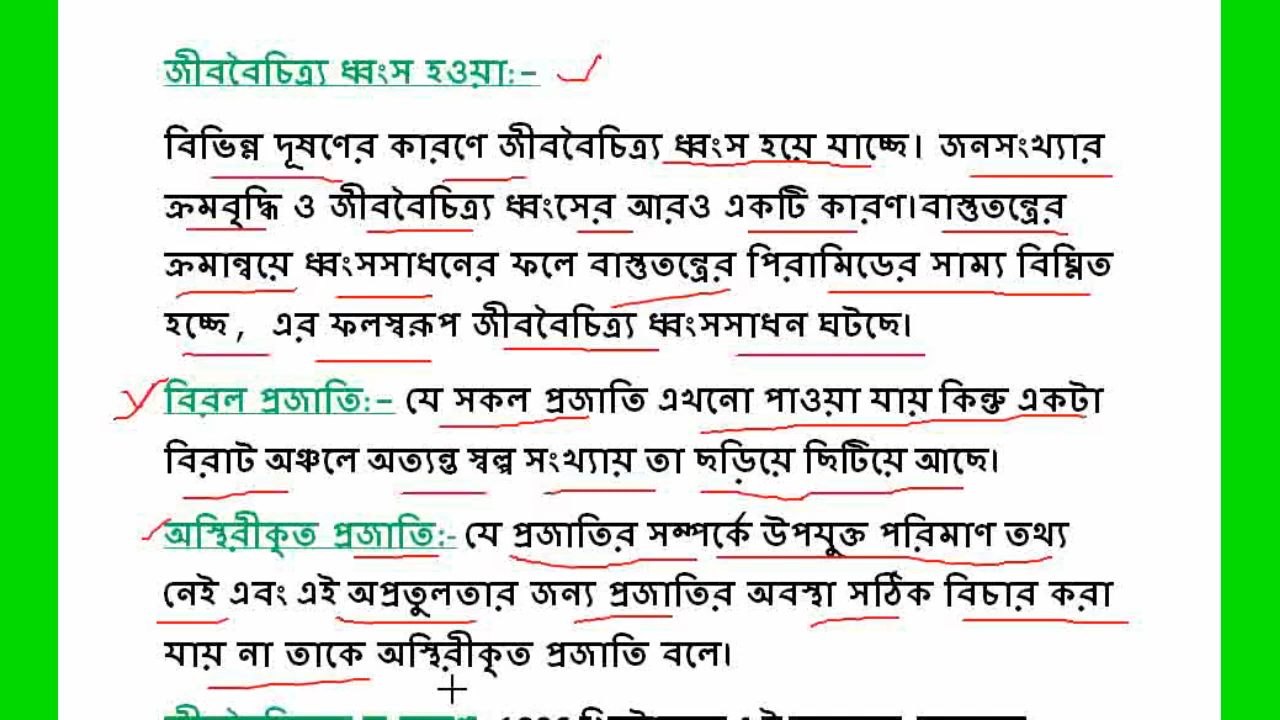 জীববৈচিত্র্য ধ্বংস হওয়া:-
বিভিন্ন দূষণের কারণে জীববৈচিত্র্য ধ্বংস হয়ে যাচ্ছে। জনসংখ্যার
ক্রমবৃদ্ধি ও জীববৈচিত্র্য ধ্বংসের আরও একটি কারণ।বাস্তুতন্ত্রের
ক্রমান্বয়ে ধ্বংসসাধনের ফলে বাস্তুতন্ত্রের পিরামিডের সাম্য বিঘ্নিত
হচ্ছে, এর ফলস্বরূপ জীববৈচিত্র্য ধ্বংসসাধন ঘটছে।
বিরল প্রজাতি:- যে সকল প্রজাতি এখনো পাওয়া যায় কিন্তু একটা
বিরাট অঞ্চলে অত্যন্ত স্বল্প সংখ্যায় তা ছড়িয়ে ছিটিয়ে আছে।
অস্থিরীকৃত প্রজাতি:- যে প্রজাতির সম্পর্কে উপযুক্ত পরিমাণ তথ্য
নেই এবং এই অপ্রতুলতার জন্য প্রজাতির অবস্থা সঠিক বিচার করা
যায় না তাকে অস্থিরীকৃত প্রজাতি বলে।